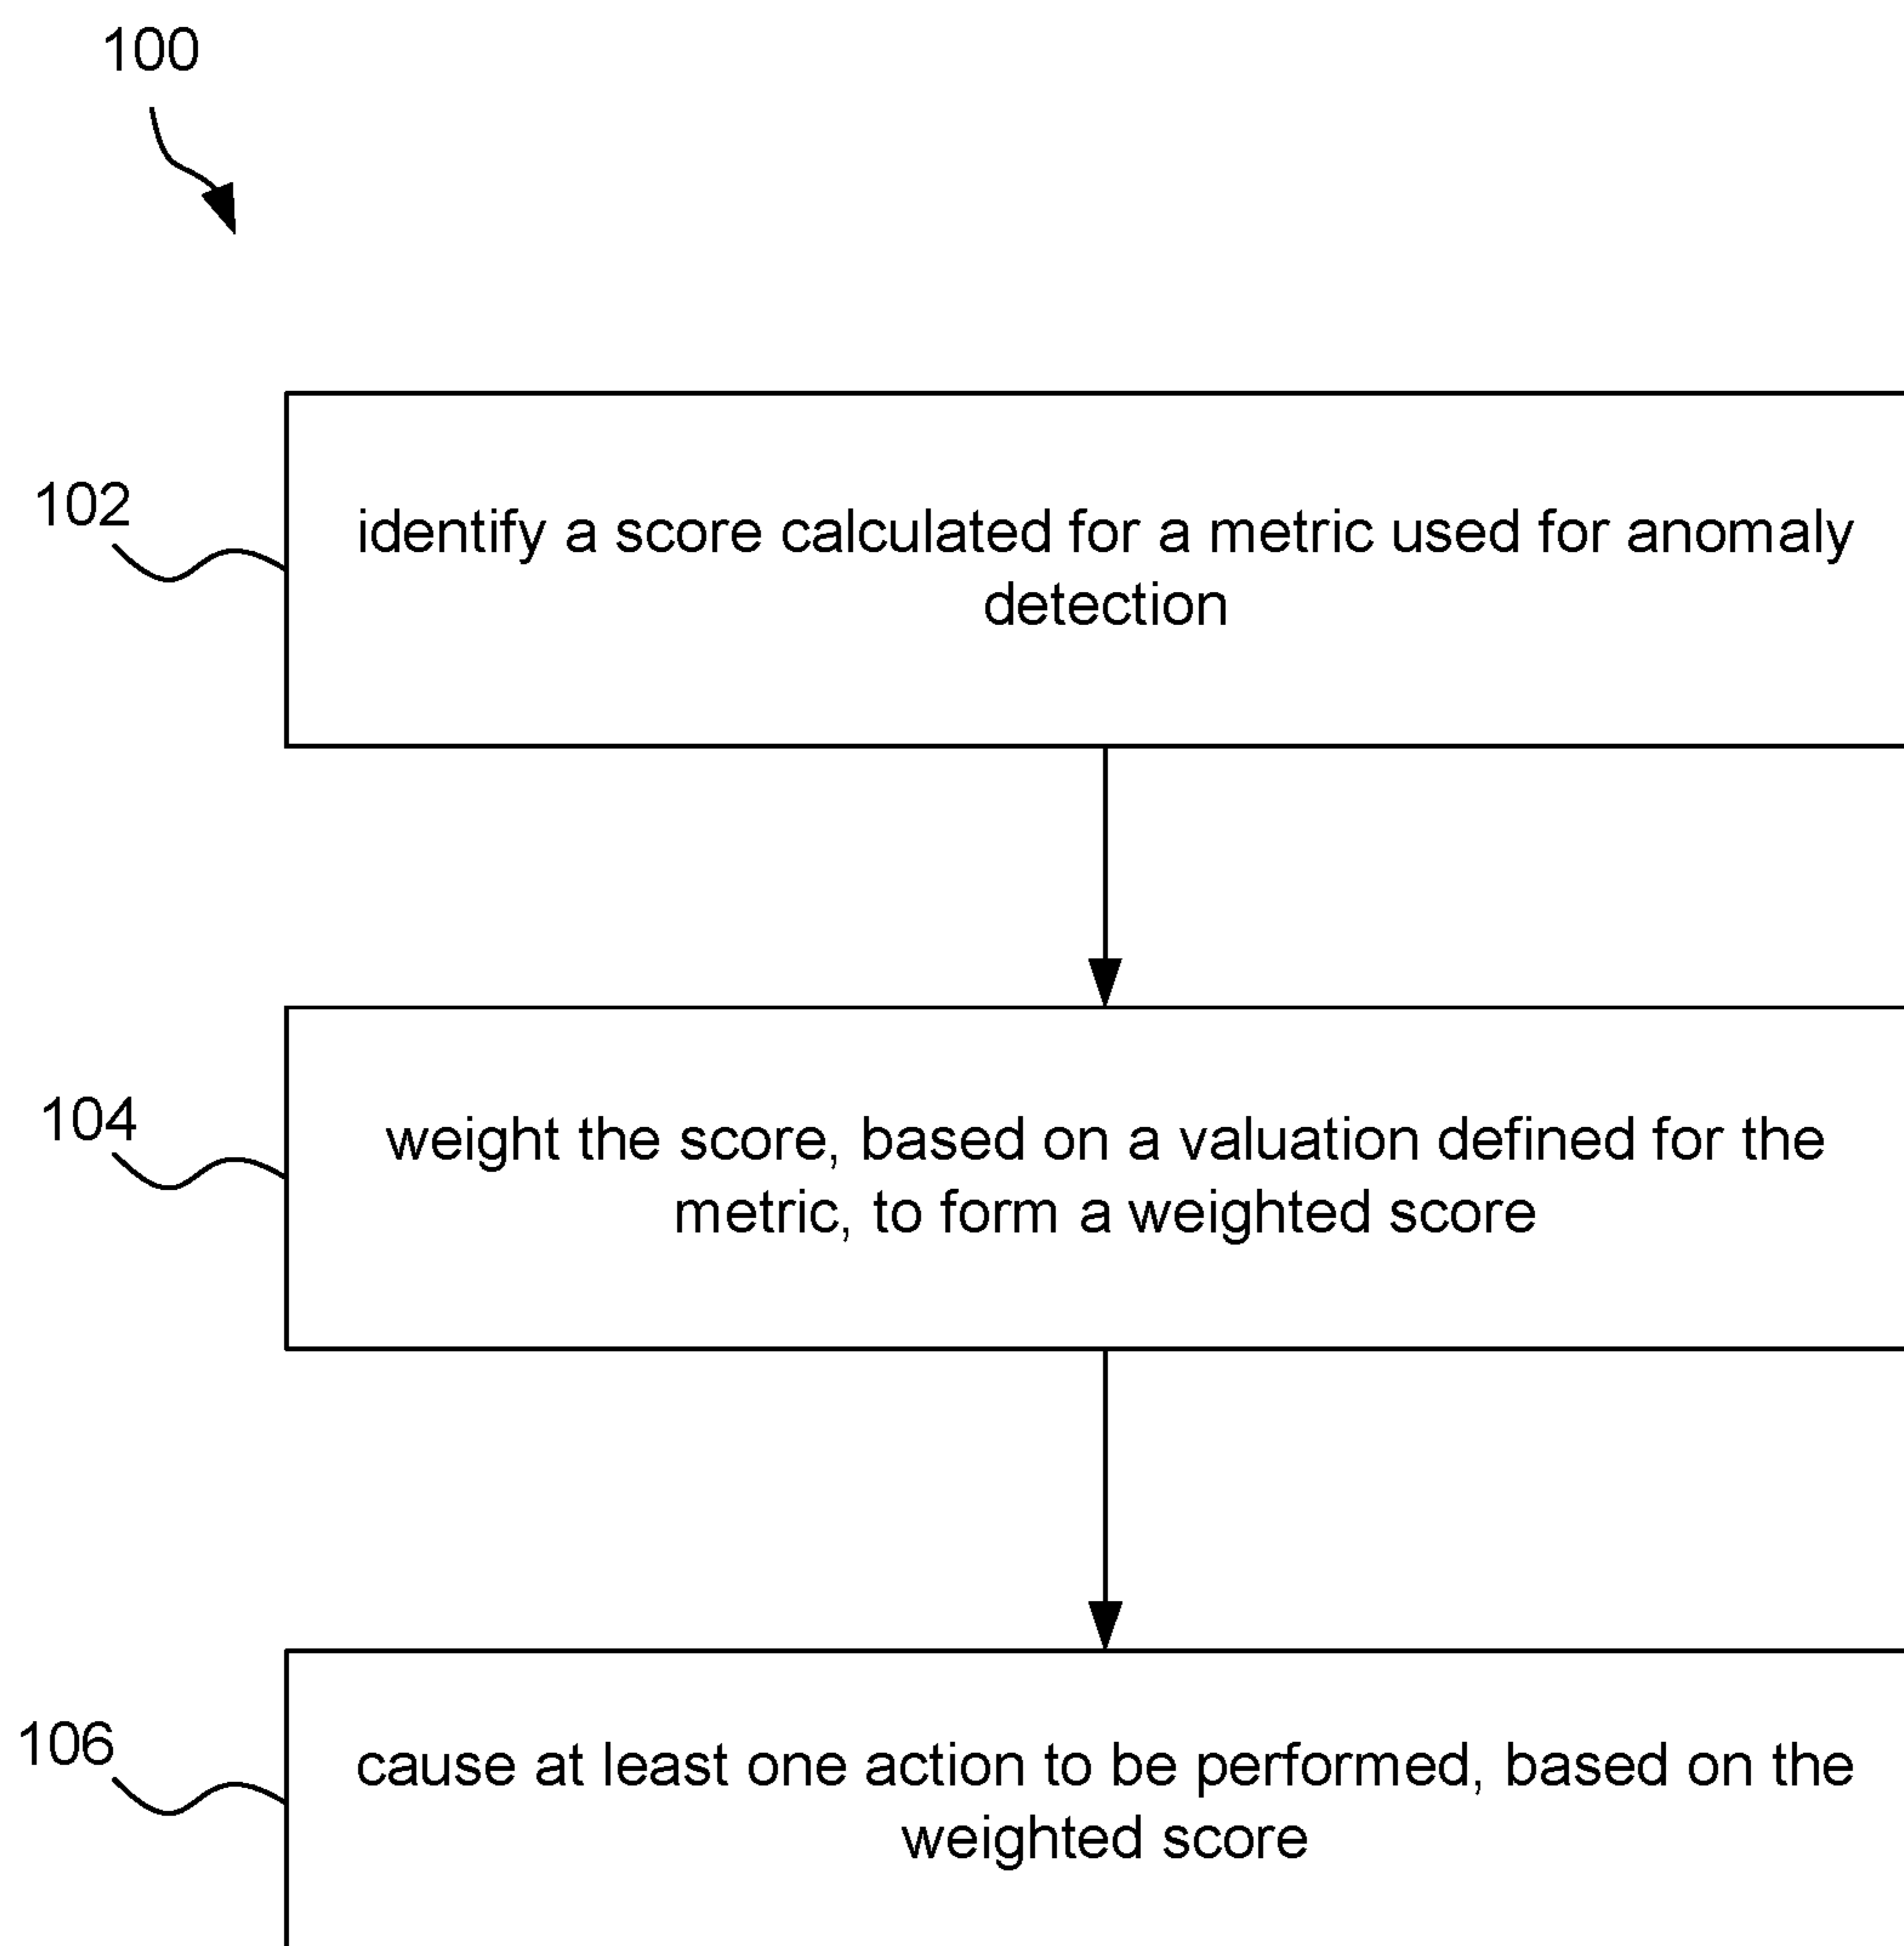 100
102
identify a score calculated for a metric used for anomaly
detection
104
weight the score, based on a valuation defined for the
metric, to form a weighted score
106
cause at least one action to be performed, based on the
weighted score